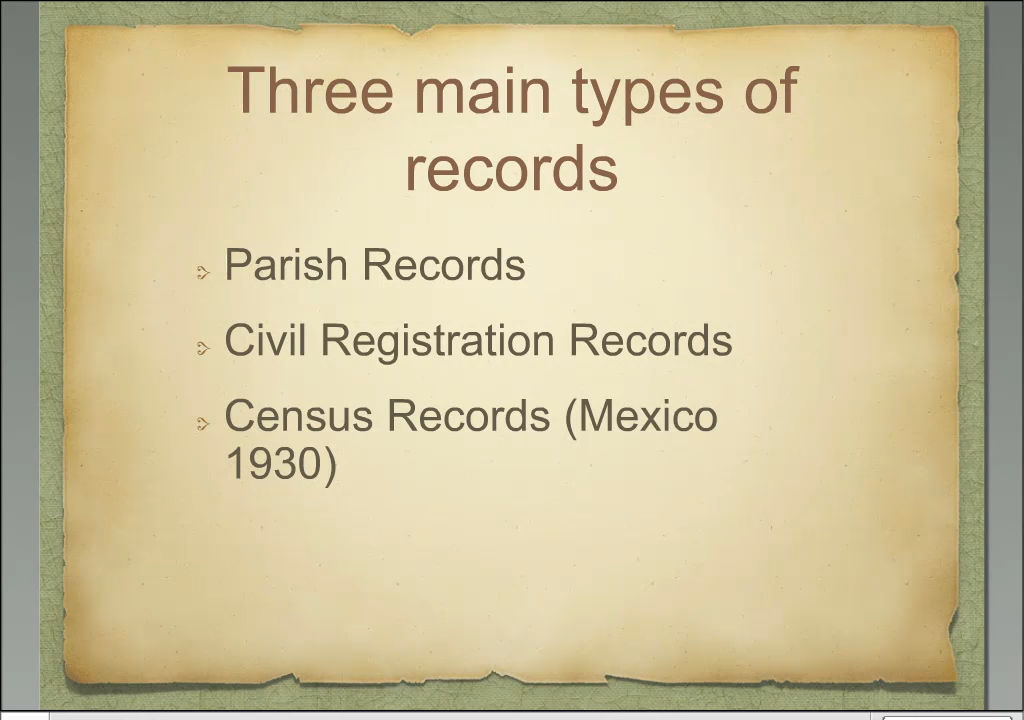 Three main types of
records
Parish Records
Civil Registration Records
Census Records (Mexico
1930)